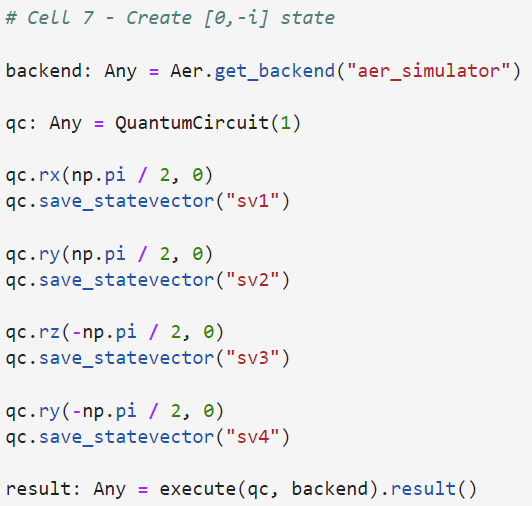 # Cell 7 - Create [0,-i] state
backend: Any = Aer.get_backend("aer_simulator")
qc: Any = QuantumCircuit(1)
qc.rx(np.pi / 2, 0)
qc.save_statevector("sv1")
qc.ry(np.pi / 2, 0)
qc.save_statevector("sv2")
qc.rz(-np.pi / 2, 0)
qc.save_statevector("sv3")
qc.ry(-np.pi / 2, 0)
qc.save_statevector("sv4")
result: Any = execute(qc, backend).result()